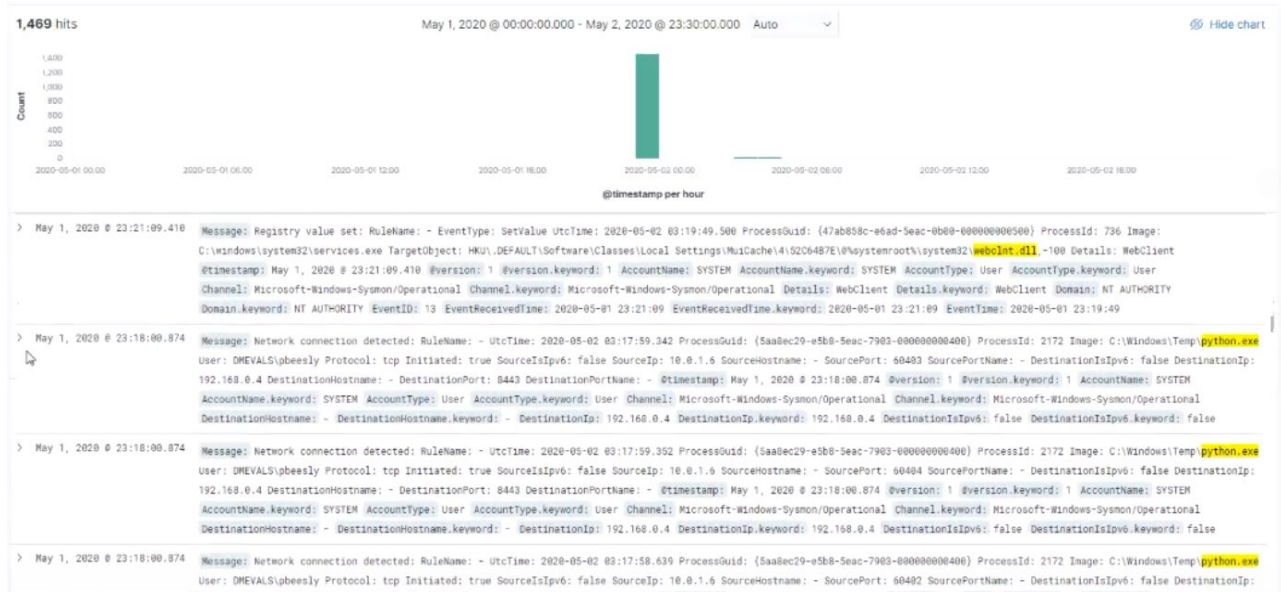 1,469 hits
May 1, 2020 @ 00:00:00.000 - May 2, 2020 @ 23:30:00.000 Auto
Hide chart
1,400
1,200
1,000
800
600
400
200
0
Count
2020-05-01 00:00 2020-05-01 06:00 2020-05-01 12:00 2020-05-01 18:00 2020-05-02 00:00 2020-05-02 06:00 2020-05-02 12:00 2020-05-02 18:00
@timestamp per hour
May 1, 2020 @ 23:21:09.410 Message: Registry value set: RuleName: - EventType: SetValue UtcTime: 2020-05-02 03:19:49.500 ProcessGuid: {47ab858c-e6ad-5eac-0b00-000000000500} ProcessId: 736 Image:
C:\windows\system32\services.exe TargetObject: HKU\.DEFAULT\Software\Classes\Local Settings\MuiCache\4\52C64B7E\@%systemroot%\system32\webclnt.dll,-100 Details: WebClient
@timestamp: May 1, 2020 @ 23:21:09.410 @version: 1 @version.keyword: 1 AccountName: SYSTEM AccountName.keyword: SYSTEM AccountType: User AccountType.keyword: User
Channel: Microsoft-Windows-Sysmon/Operational Channel.keyword: Microsoft-Windows-Sysmon/Operational Details: WebClient Details.keyword: WebClient Domain: NT AUTHORITY
Domain.keyword: NT AUTHORITY EventID: 13 EventReceivedTime: 2020-05-01 23:21:09 EventReceivedTime.keyword: 2020-05-01 23:21:09 EventTime: 2020-05-01 23:19:49
May 1, 2020 @ 23:18:00.874 Message: Network connection detected: RuleName: - UtcTime: 2020-05-02 03:17:59.342 ProcessGuid: {5aa8ec29-e5b8-5eac-7903-000000000400} ProcessId: 2172 Image: C:\Windows\Temp\python.exe
User: DMEVALS\pbeesly Protocol: tcp Initiated: true SourceIsIpv6: false SourceIp: 10.0.1.6 SourceHostname: - SourcePort: 60403 SourcePortName: - DestinationIsIpv6: false DestinationIp:
192.168.0.4 DestinationHostname: - DestinationPort: 8443 DestinationPortName: - @timestamp: May 1, 2020 @ 23:18:00.874 @version: 1 @version.keyword: 1 AccountName: SYSTEM
AccountName.keyword: SYSTEM AccountType: User AccountType.keyword: User Channel: Microsoft-Windows-Sysmon/Operational Channel.keyword: Microsoft-Windows-Sysmon/Operational
DestinationHostname: - DestinationHostname.keyword: - DestinationIp: 192.168.0.4 DestinationIp.keyword: 192.168.0.4 DestinationIsIpv6: false DestinationIsIpv6.keyword: false
May 1, 2020 @ 23:18:00.874 Message: Network connection detected: RuleName: - UtcTime: 2020-05-02 03:17:59.352 ProcessGuid: {5aa8ec29-e5b8-5eac-7903-000000000400} ProcessId: 2172 Image: C:\Windows\Temp\python.exe
User: DMEVALS\pbeesly Protocol: tcp Initiated: true SourceIsIpv6: false SourceIp: 10.0.1.6 SourceHostname: - SourcePort: 60404 SourcePortName: - DestinationIsIpv6: false DestinationIp:
192.168.0.4 DestinationHostname: - DestinationPort: 8443 DestinationPortName: - @timestamp: May 1, 2020 @ 23:18:00.874 @version: 1 @version.keyword: 1 AccountName: SYSTEM
AccountName.keyword: SYSTEM AccountType: User AccountType.keyword: User Channel: Microsoft-Windows-Sysmon/Operational Channel.keyword: Microsoft-Windows-Sysmon/Operational
DestinationHostname: - DestinationHostname.keyword: - DestinationIp: 192.168.0.4 DestinationIp.keyword: 192.168.0.4 DestinationIsIpv6: false DestinationIsIpv6.keyword: false
May 1, 2020 @ 23:18:00.874 Message: Network connection detected: RuleName: - UtcTime: 2020-05-02 03:17:58.639 ProcessGuid: {5aa8ec29-e5b8-5eac-7903-000000000400} ProcessId: 2172 Image: C:\Windows\Temp\python.exe
User: DMEVALS\pbeesly Protocol: tcp Initiated: true SourceIsIpv6: false SourceIp: 10.0.1.6 SourceHostname: - SourcePort: 60402 SourcePortName: - DestinationIsIpv6: false DestinationIp: